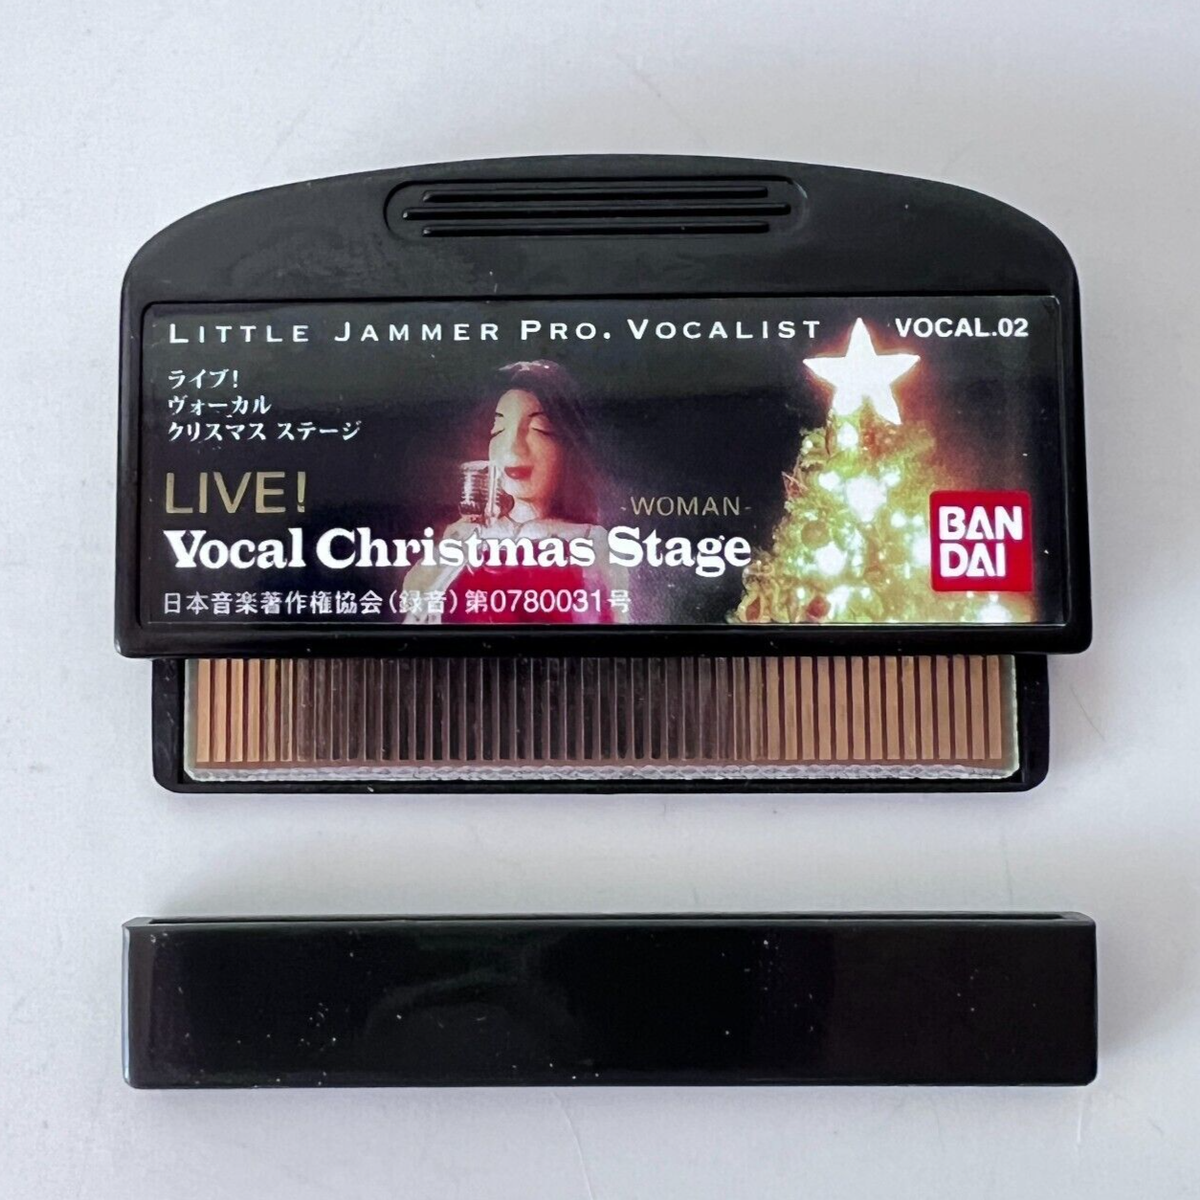 LITTLE JAMMER PRO. VOCALIST VOCAL.02
ライブ!
ヴォーカル
クリスマス ステージ
LIVE!
-WOMAN-
Vocal Christmas Stage
BAN
DAI
日本音楽著作権協会(録音)第0780031号